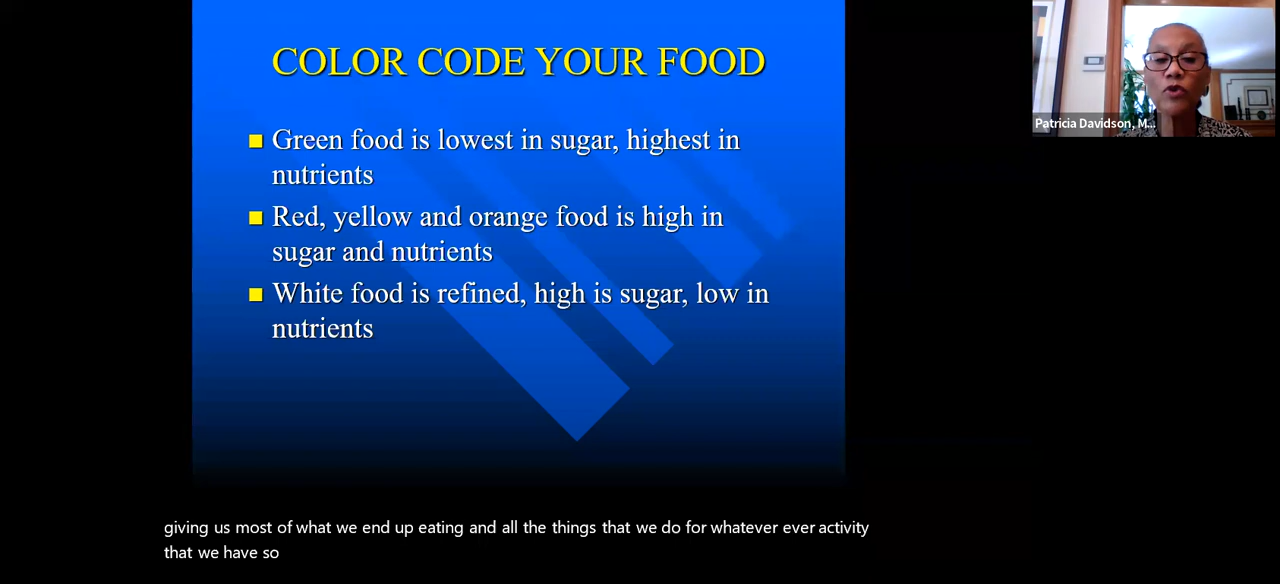 COLOR CODE YOUR FOOD
Green food is lowest in sugar, highest in
nutrients
Red, yellow and orange food is high in
sugar and nutrients
White food is refined, high is sugar, low in
nutrients
Patricia Davidson, M...
giving us most of what we end up eating and all the things that we do for whatever ever activity
that we have so